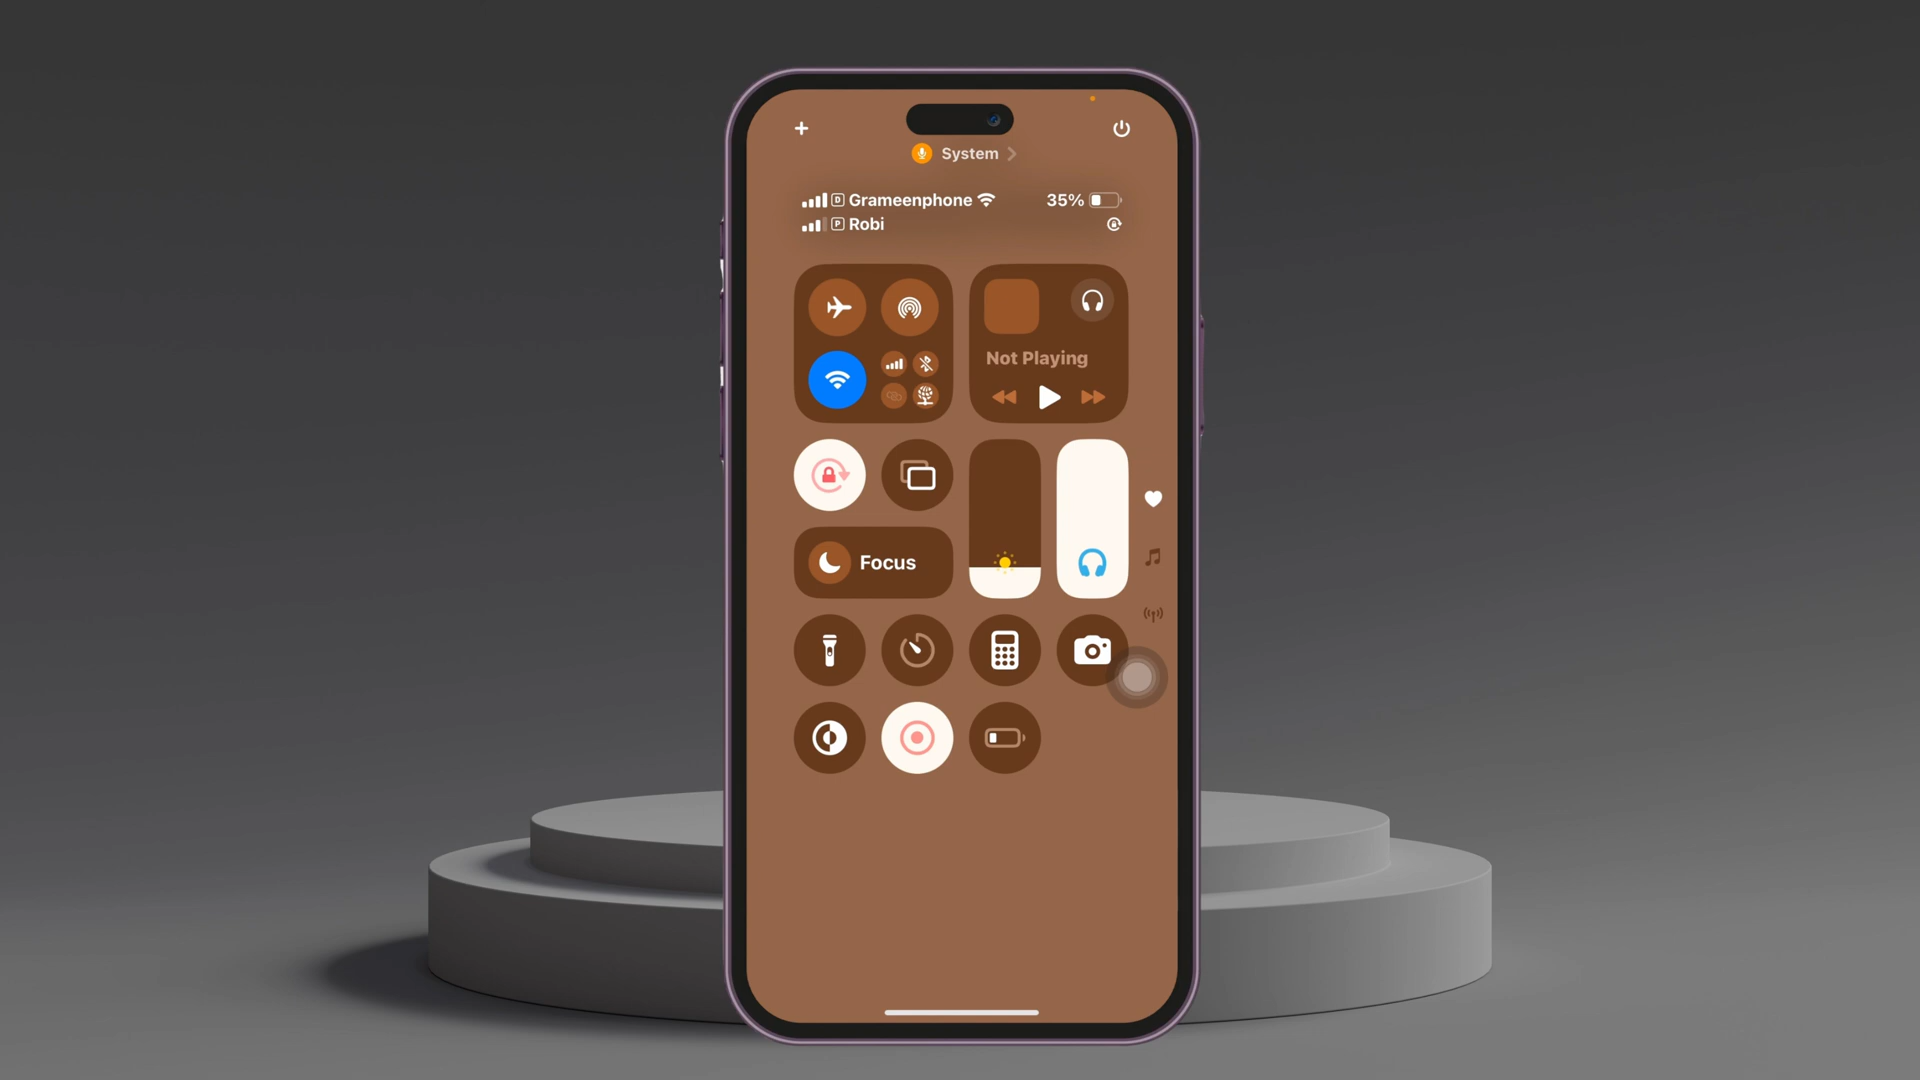 System
D Grameenphone 35%
P Robi
Not Playing
Focus